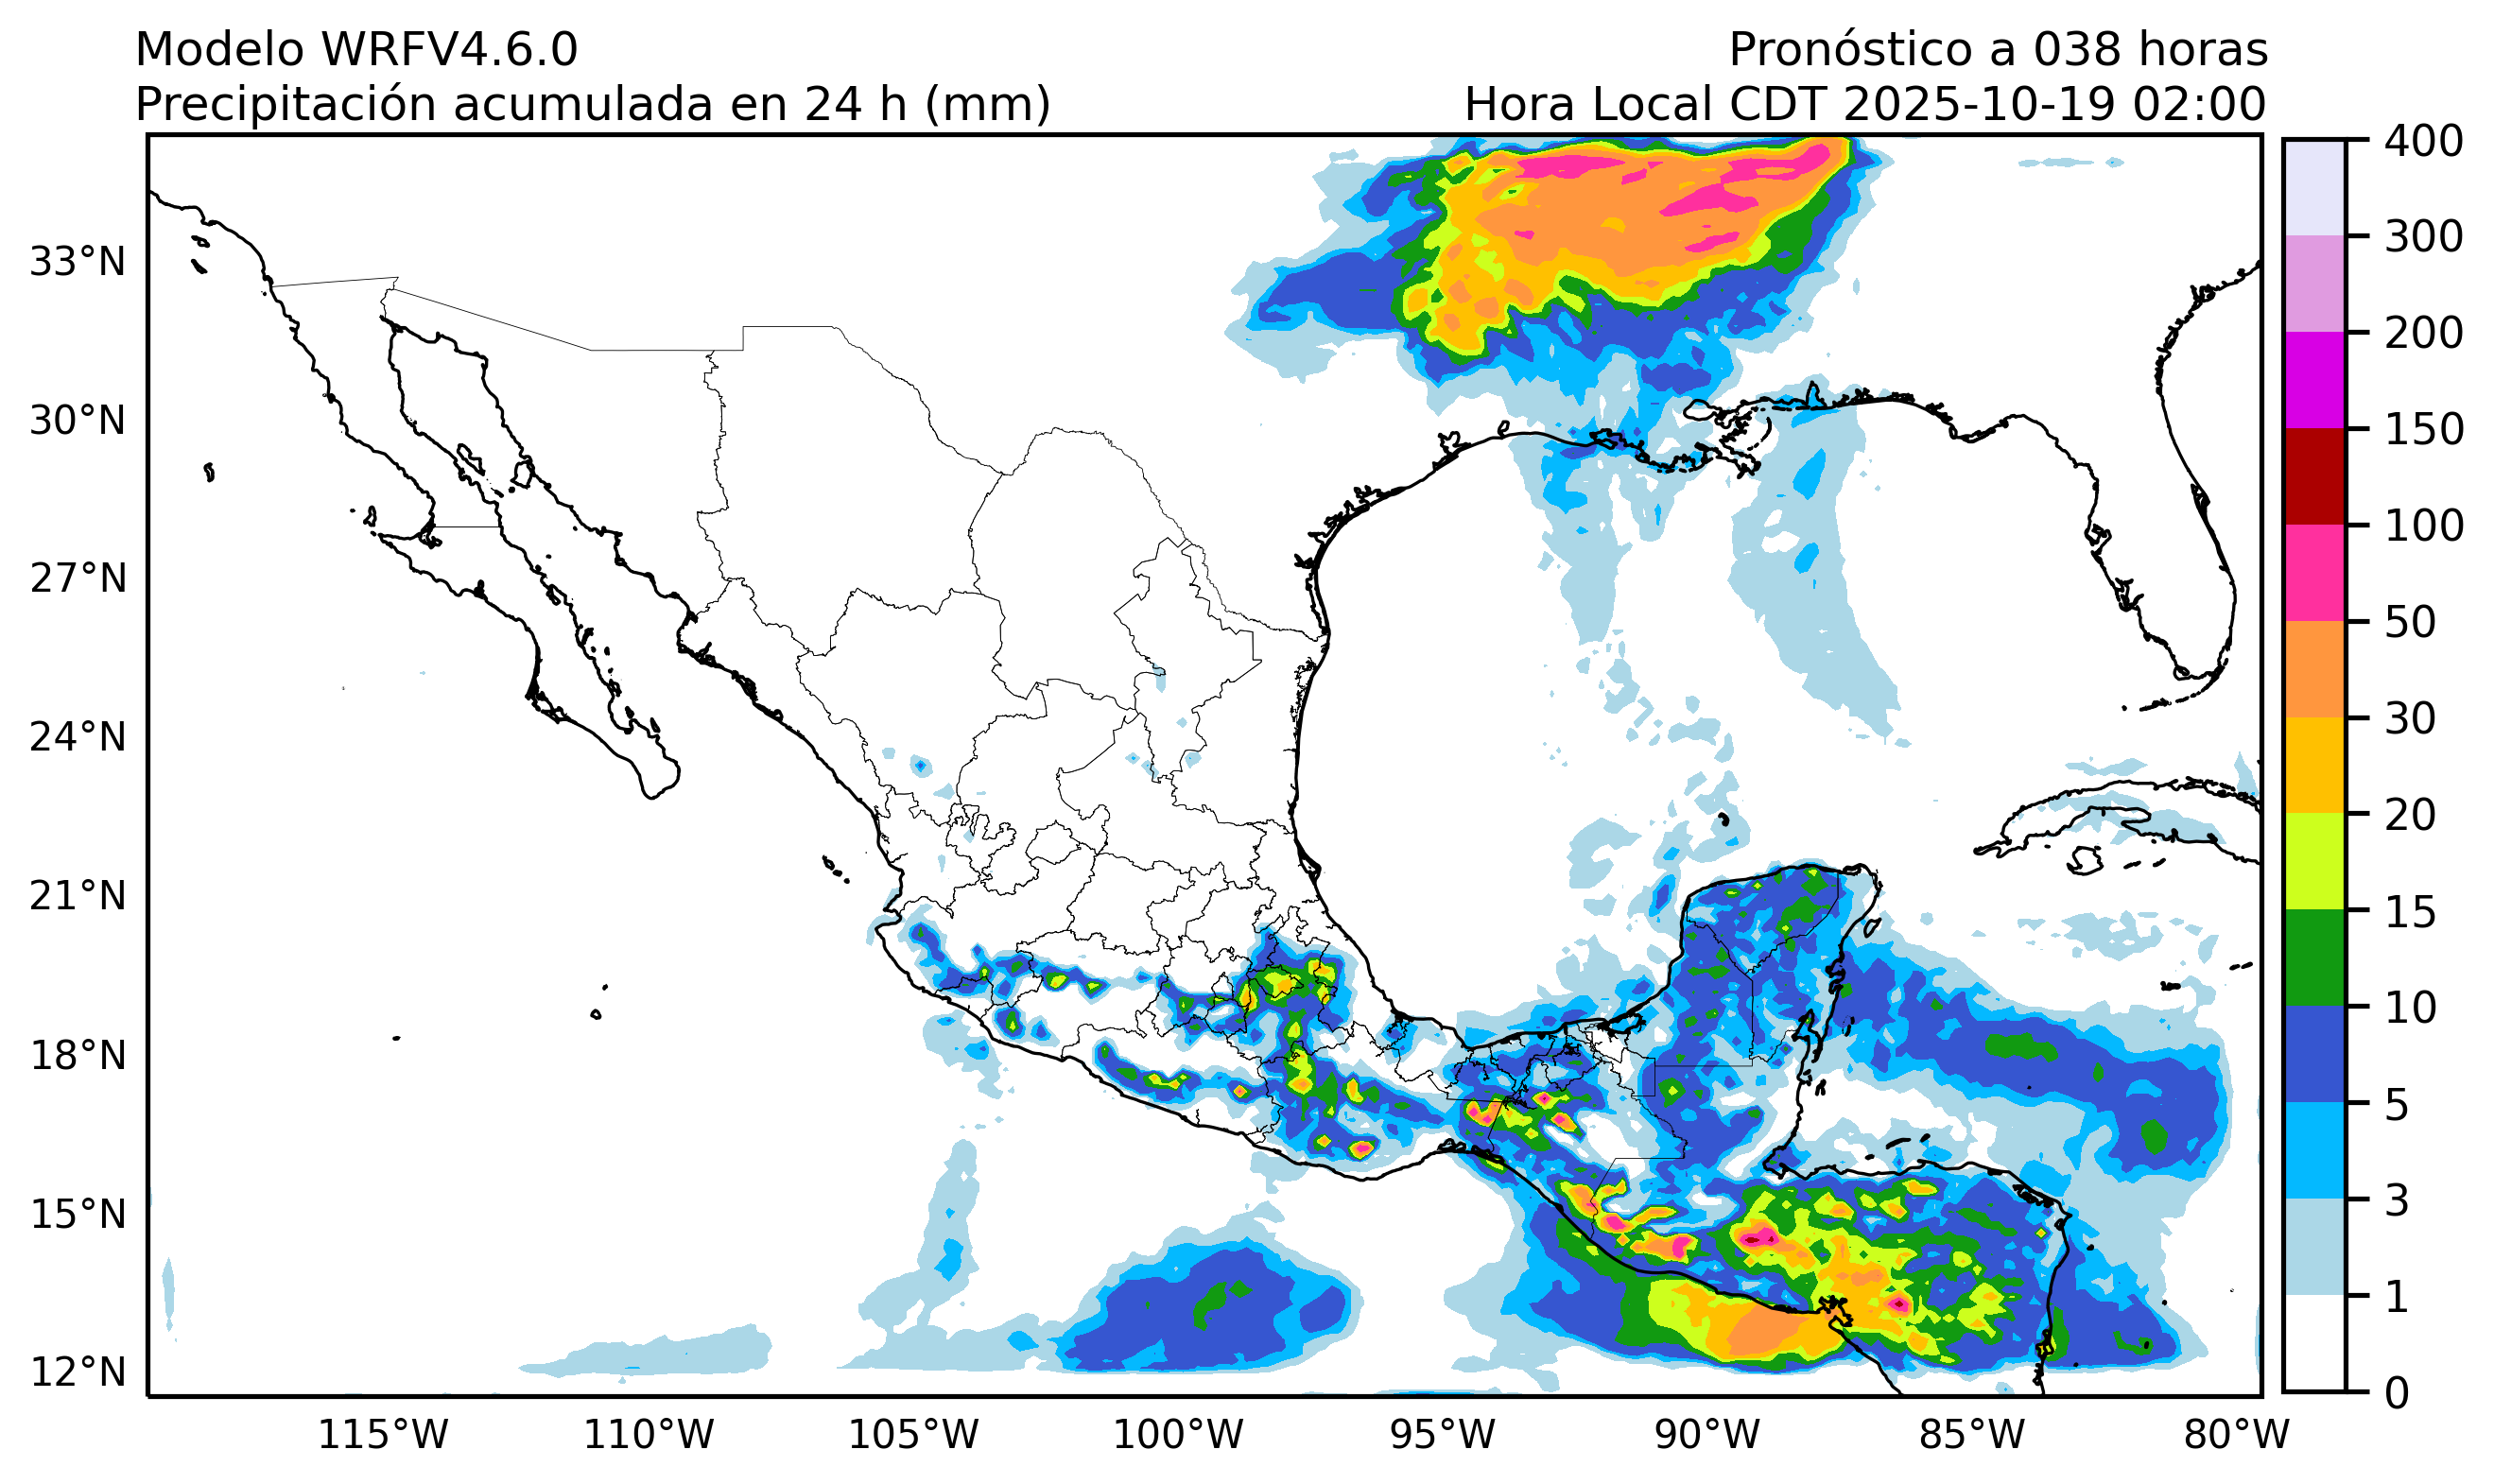 Modelo WRFV4.6.0
Pronóstico a 038 horas
Precipitación acumulada en 24 h (mm)
Hora Local CDT 2025-10-19 02:00
33°N
30°N
27°N
24°N
21°N
18°N
15°N
12°N
115°W
110°W
105°W
100°W
95°W
90°W
85°W
80°W
400
300
200
150
100
50
30
20
15
10
5
3
1
0